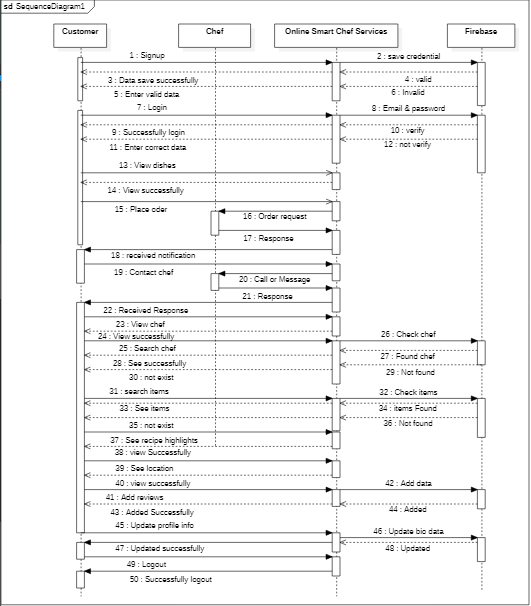 sd SequenceDiagram1
Customer
Chef
Online Smart Chef Services
Firebase
1 : Signup
2 : save credential
3 : Data save successfully
4 : valid
5 : Enter valid data
6 : Invalid
7 : Login
8 : Email & password
9 : Successfully login
10 : verify
11 : Enter correct data
12 : not verify
13 : View dishes
14 : View successfully
15 : Place oder
16 : Order request
17 : Response
18 : received notification
19 : Contact chef
20 : Call or Message
21 : Response
22 : Received Response
23 : View chef
24 : View successfully
25 : Search chef
26 : Check chef
27 : Found chef
28 : See successfully
29 : Not found
30 : not exist
31 : search items
32 : Check items
33 : See items
34 : items Found
35 : not exist
36 : Not found
37 : See recipe highlights
38 : view Successfully
39 : See location
40 : view successfully
41 : Add reviews
42 : Add data
43 : Added Successfully
44 : Added
45 : Update profile info
46 : Update bio data
47 : Updated successfully
48 : Updated
49 : Logout
50 : Successfully logout